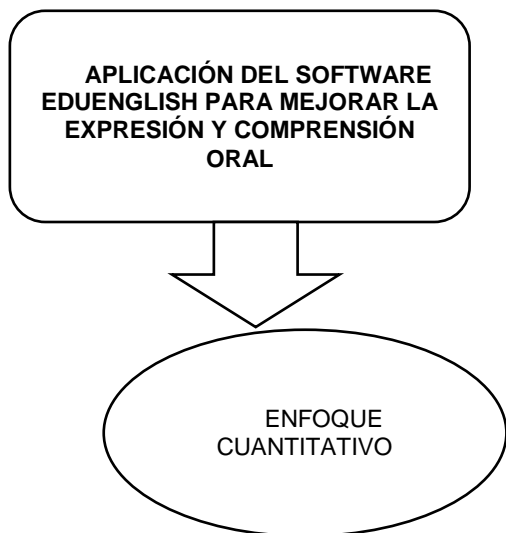 APLICACIÓN DEL SOFTWARE
EDUENGLISH PARA MEJORAR LA
EXPRESIÓN Y COMPRENSIÓN
ORAL
ENFOQUE
CUANTITATIVO